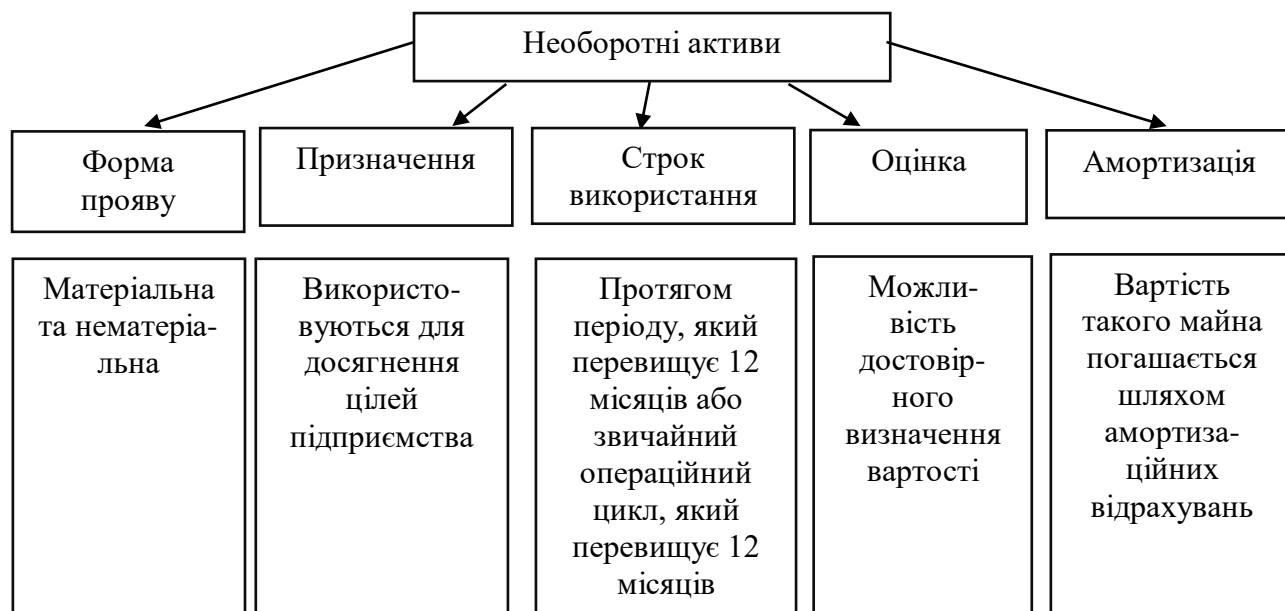 Необоротні активи
Форма
прояву
Призначення
Строк
використання
Оцінка
Амортизація
Матеріальна
та нематеріа-
льна
Використо-
вуються для
досягнення
цілей
підприємства
Протягом
періоду, який
перевищує 12
місяців або
звичайний
операційний
цикл, який
перевищує 12
місяців
Можли-
вість
достовір-
ного
визначення
вартості
Вартість
такого майна
погашається
шляхом
амортиза-
ційних
відрахувань